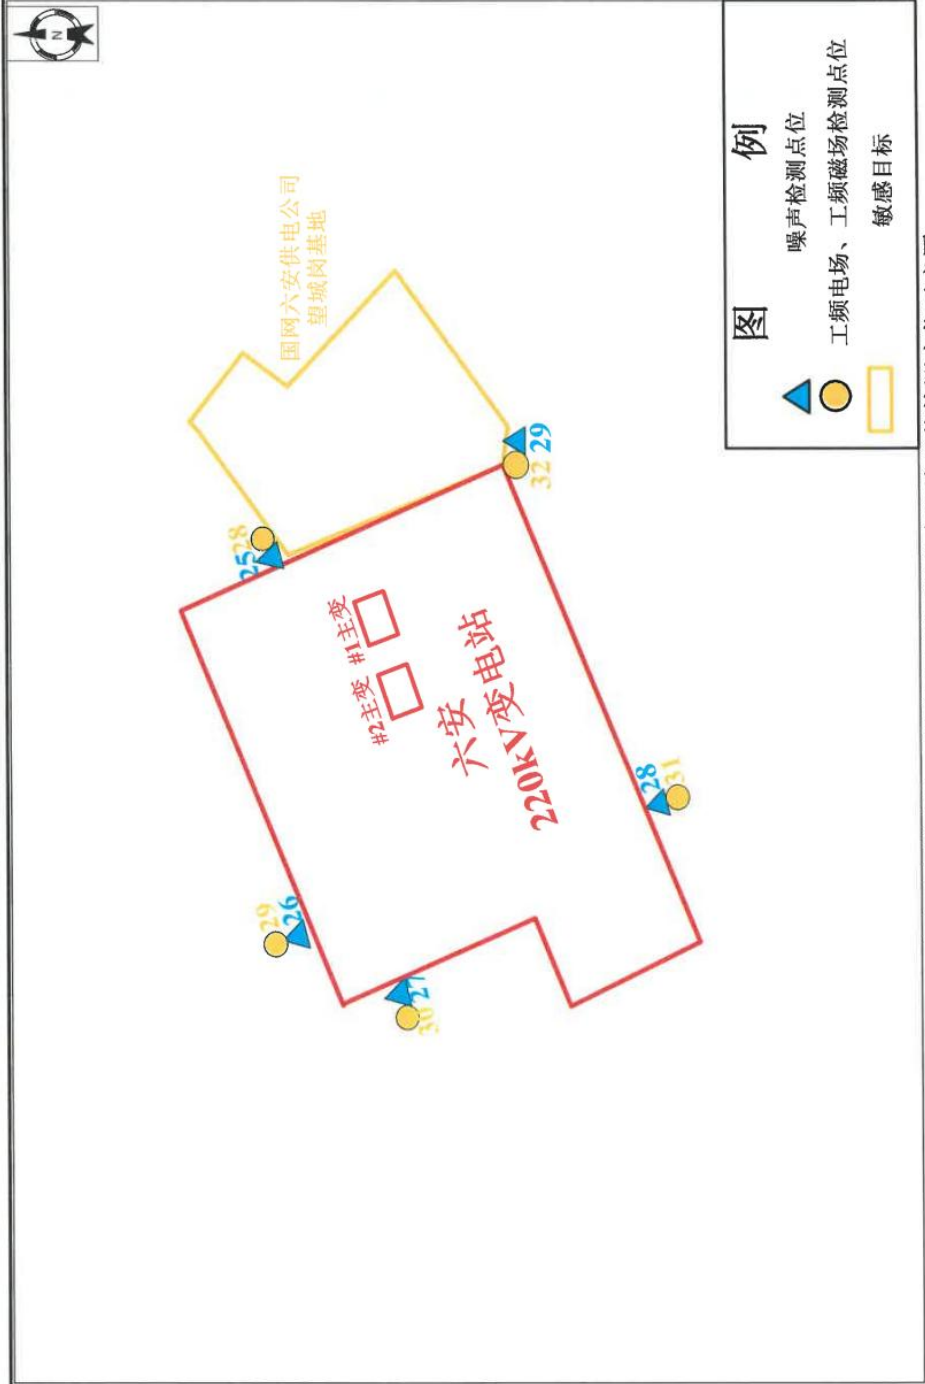 N
国网六安供电公司
望城岗基地
25
28
#2主变
#1主变
六安
220kV变电站
29
26
30
27
28
31
32
29
图例
噪声检测点位
工频电场、工频磁场检测点位
敏感目标